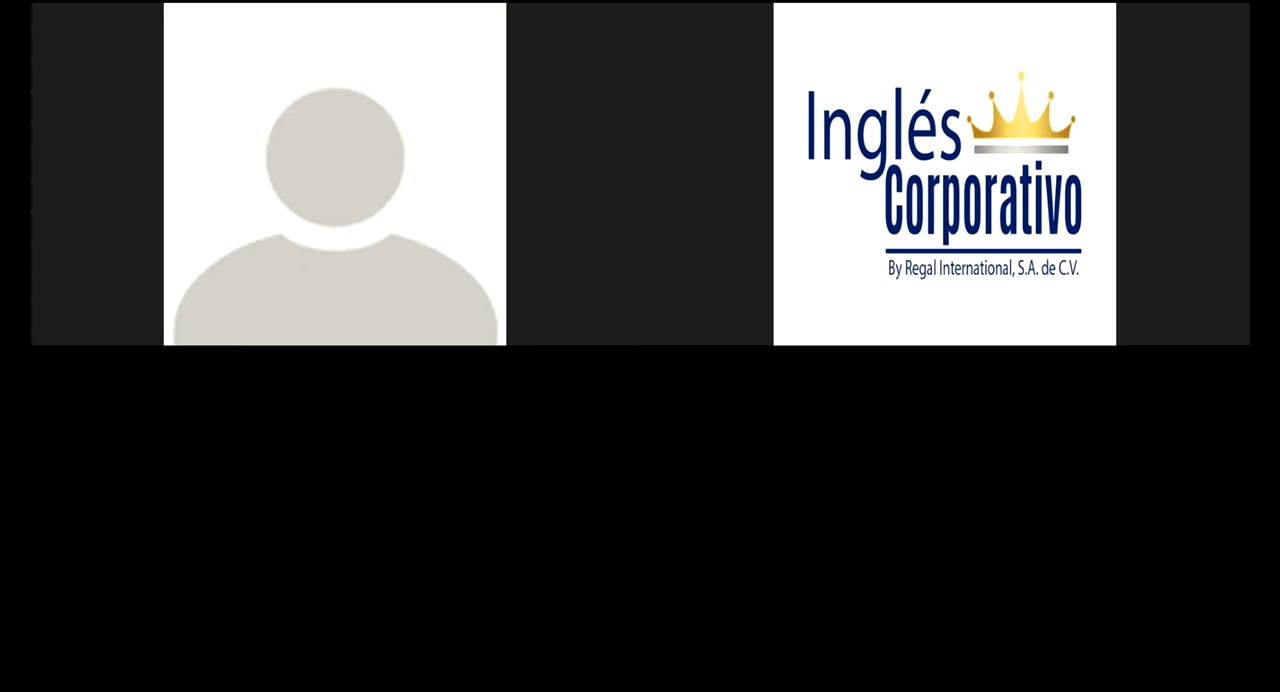 Inglés
Corporativo
By Regal International, S.A. de C.V.